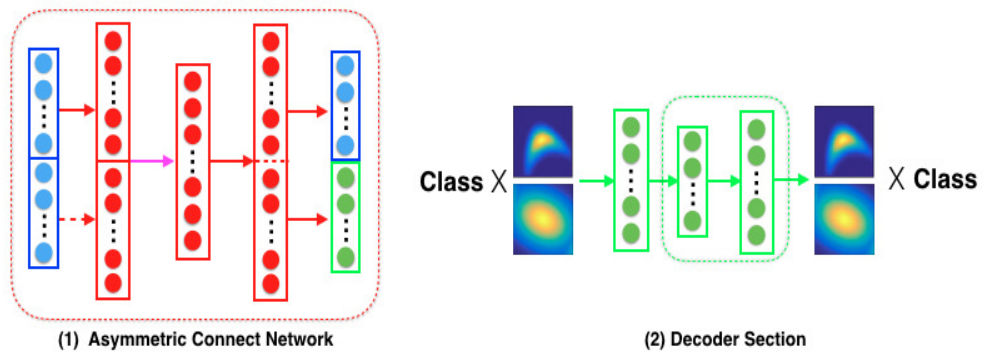 Class X
X Class
(1) Asymmetric Connect Network
(2) Decoder Section